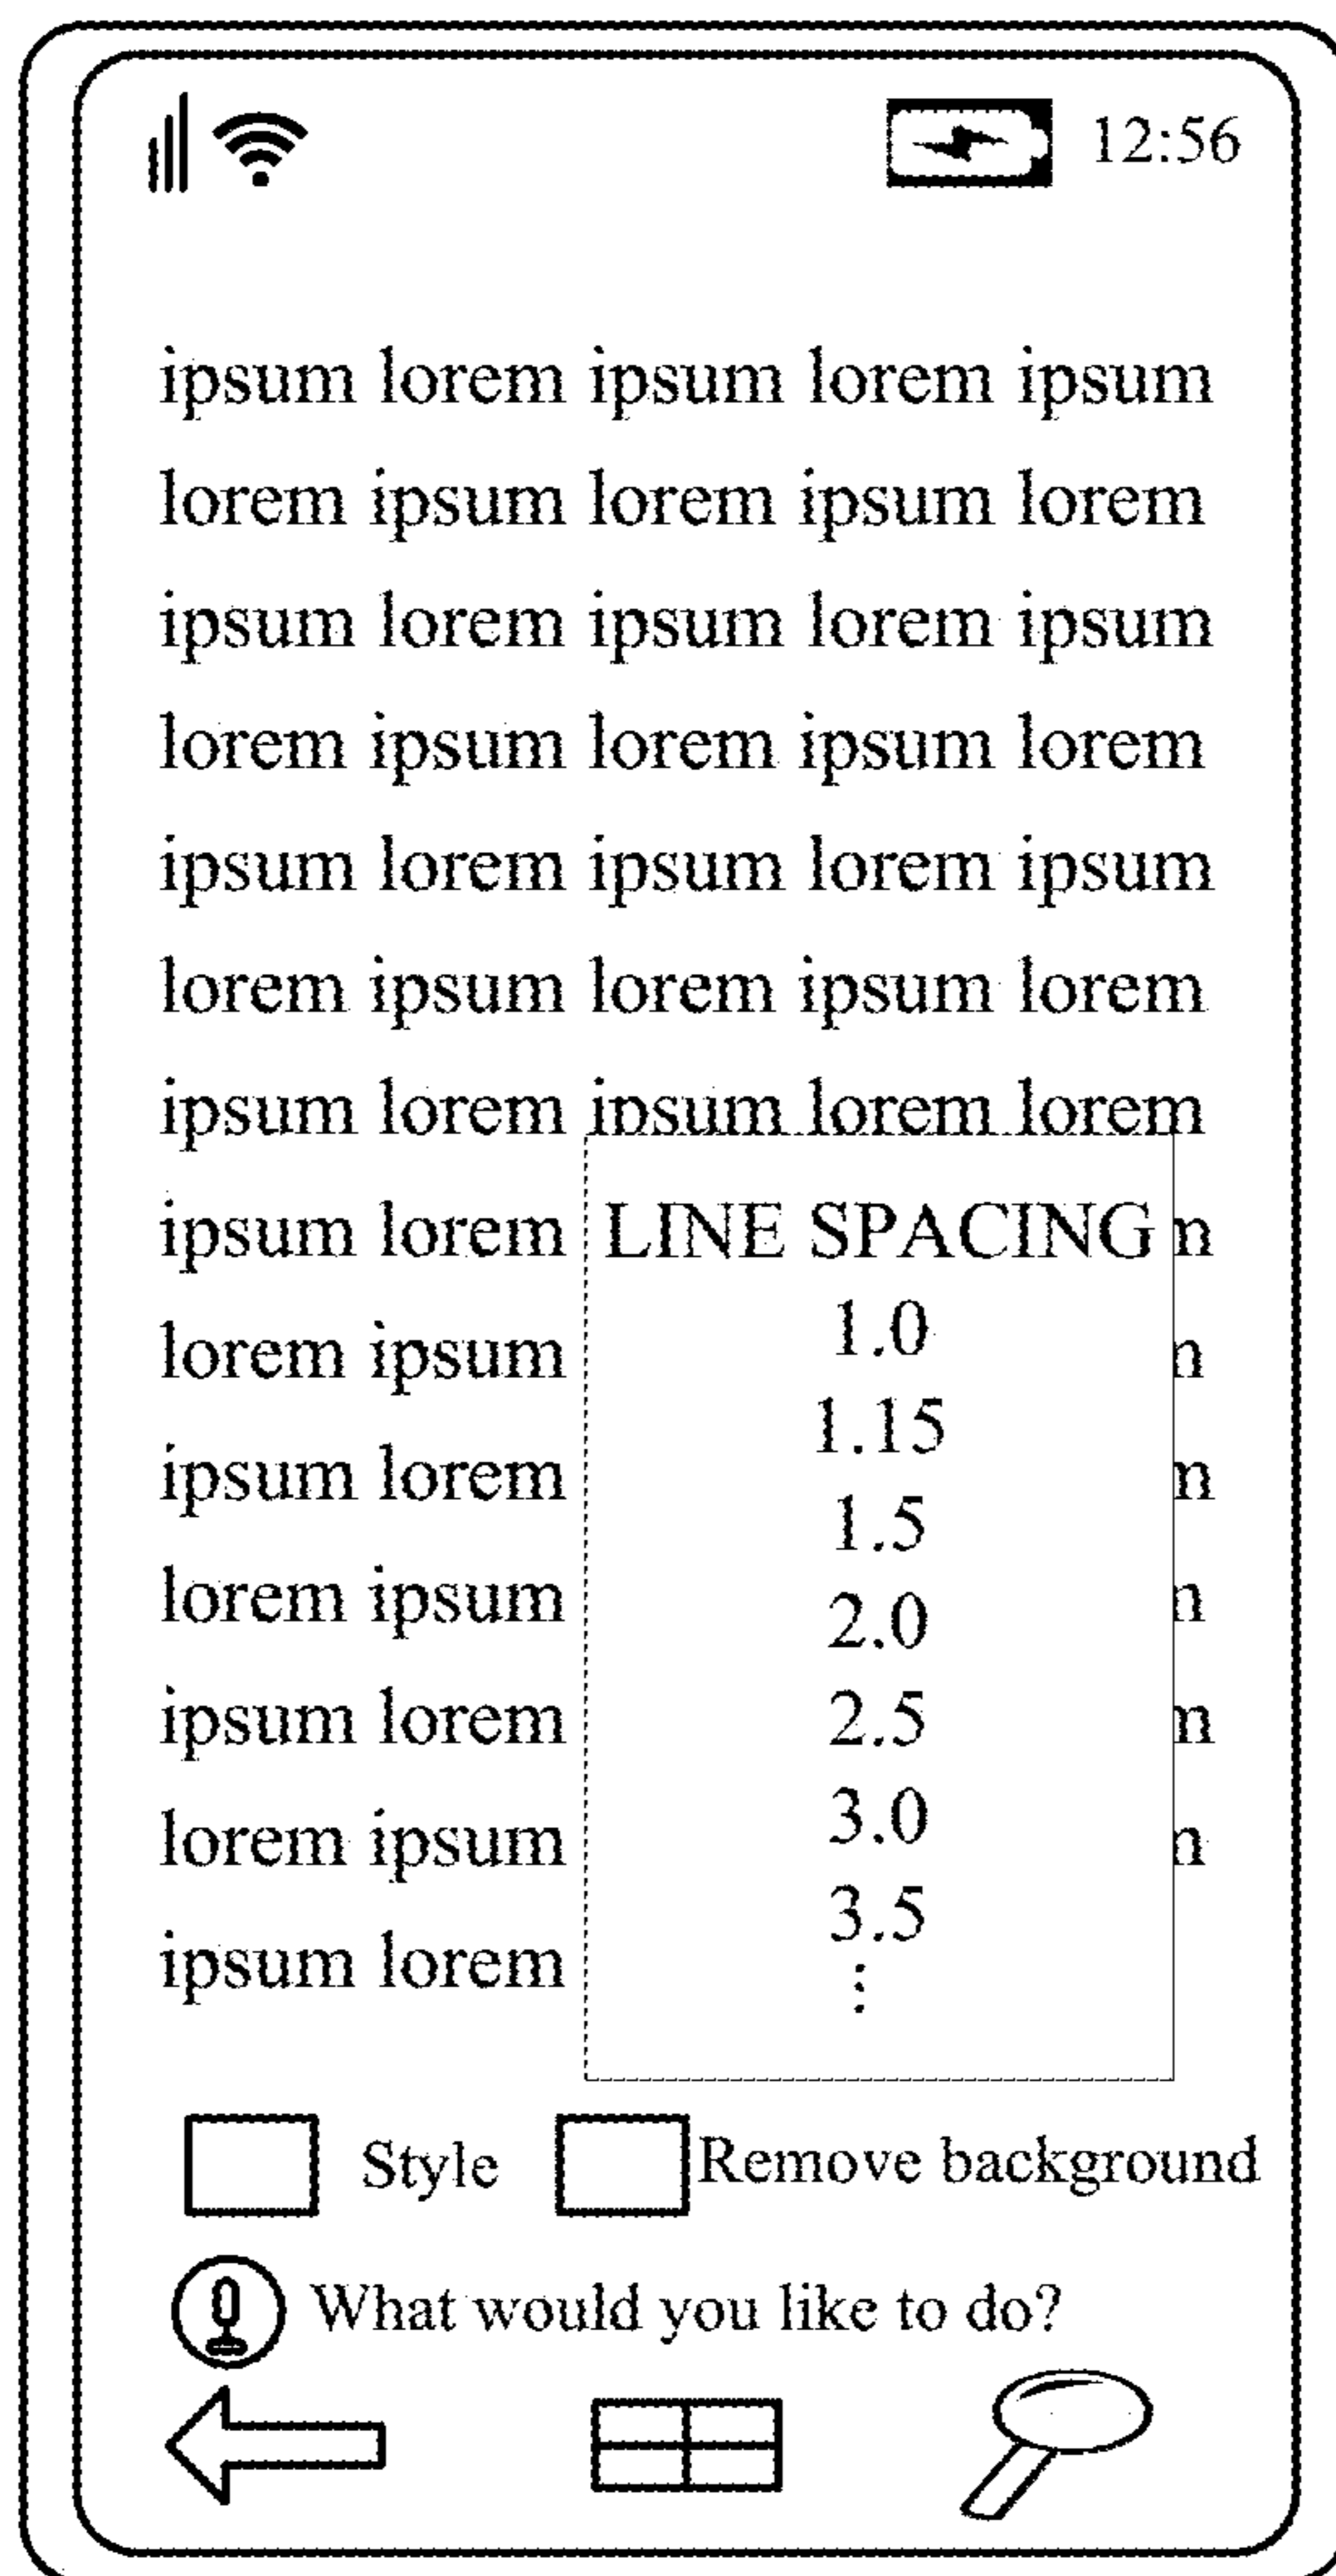 12:56
ipsum lorem ipsum lorem ipsum
lorem ipsum lorem ipsum lorem
ipsum lorem ipsum lorem ipsum
lorem ipsum lorem ipsum lorem
ipsum lorem ipsum lorem ipsum
lorem ipsum lorem ipsum lorem
ipsum lorem ipsum lorem lorem
ipsum lorem
lorem ipsum
ipsum lorem
lorem ipsum
ipsum lorem
lorem ipsum
ipsum lorem
LINE SPACING
1.0
1.15
1.5
2.0
2.5
3.0
3.5
⋮
Style
Remove background
What would you like to do?